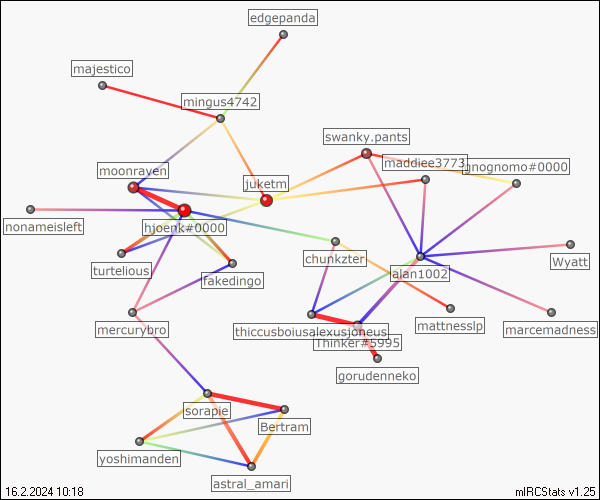 edgepanda
majestico
mingus4742
swanky.pants
maddiee3773
gnognomo#0000
moonraven
juketm
nonameisleft
hjoenk#0000
turtelious
fakedingo
chunkzter
alan1002
Wyatt
mercurybro
thiccusboiusalexusjoneus
mattnesslp
marcemadness
Thinker#5995
gorudenneko
sorapie
Bertram
yoshimanden
astral_amari
16.2.2024 10:18
mIRCStats v1.25